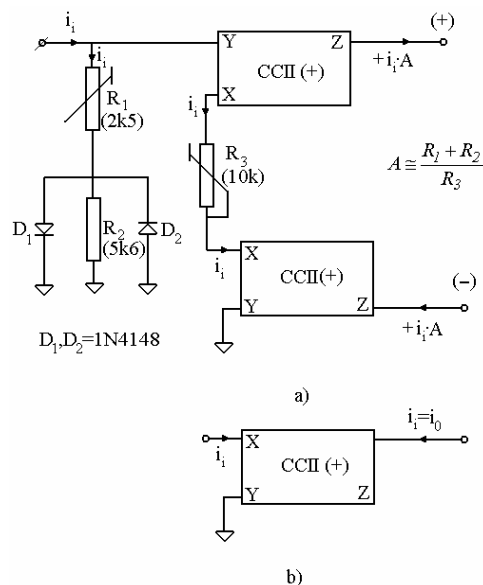 i_i
Y
Z
(+)
i_i
CCII (+)
+i_i·A
R_1
(2k5)
X
i_i
R_3
(10k)
A ≅ (R_1 + R_2) / R_3
D_1
R_2
(5k6)
D_2
i_i
X
CCII(+)
(−)
Y
Z
+i_i·A
D_1,D_2=1N4148
a)
i_i
X
CCII (+)
i_i=i_0
Y
Z
b)